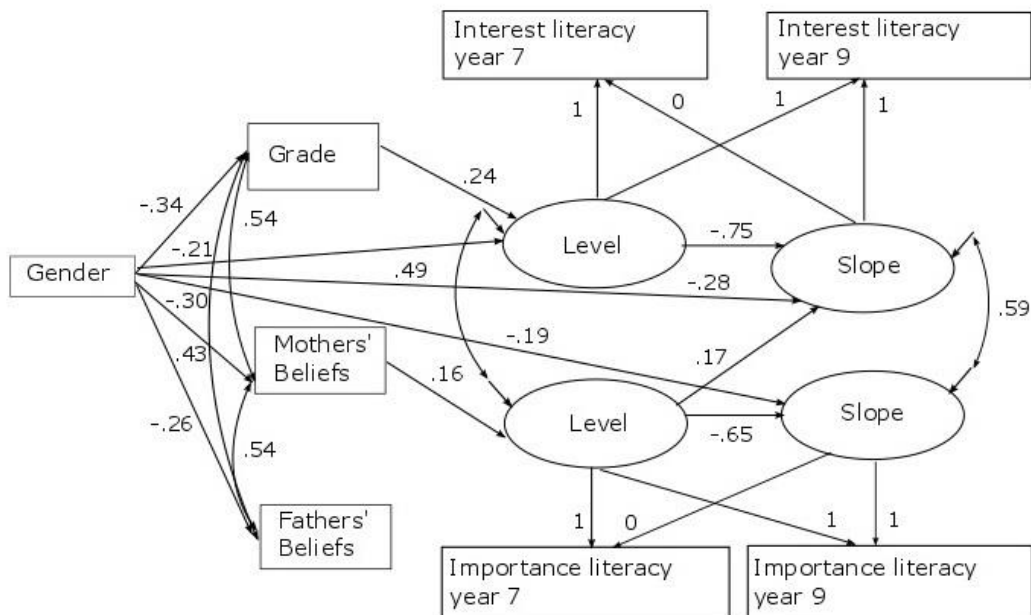 Interest literacy
year 7
Interest literacy
year 9
0
1
1
1
Grade
.24
-.34
.54
Level
-.75
-.21
Slope
Gender
.49
-.28
-.30
.59
-.19
Mothers'
Beliefs
.43
.17
.16
Slope
Level
-.26
-.65
.54
Fathers'
Beliefs
1
0
1
1
Importance literacy
year 7
Importance literacy
year 9